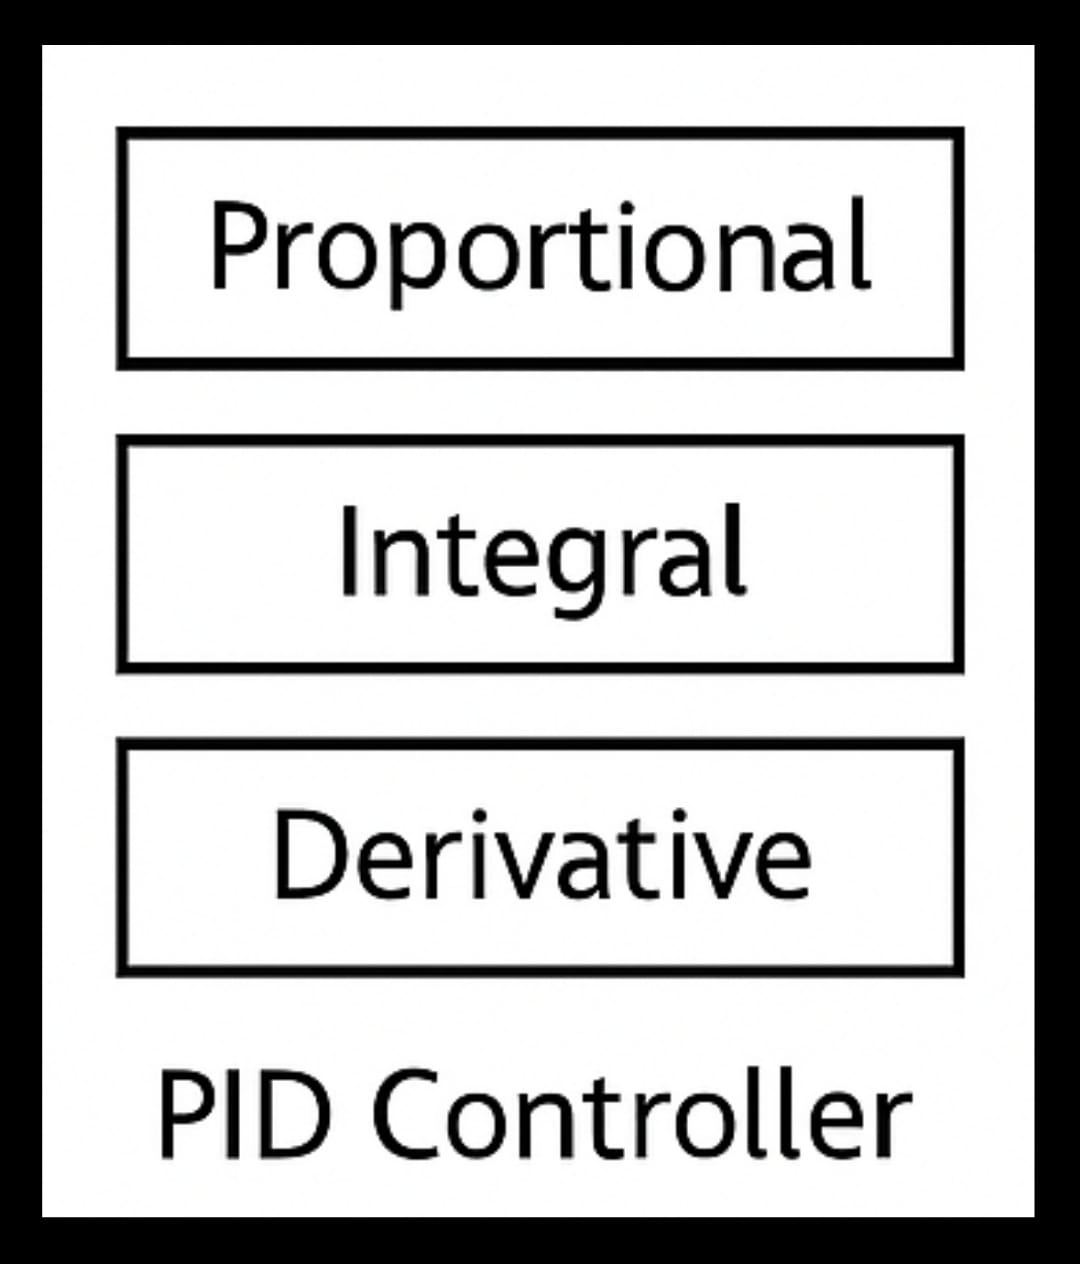 Proportional
Integral
Derivative
PID Controller